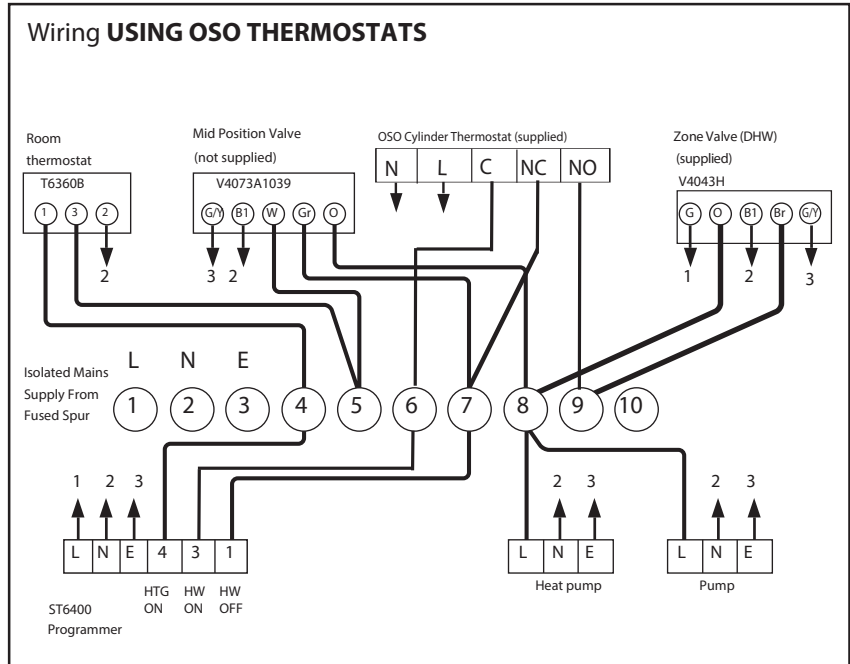 Wiring USING OSO THERMOSTATS
Room
thermostat
T6360B
1 3 2
2
Mid Position Valve
(not supplied)
V4073A1039
G/Y B1 W Gr O
3 2
OSO Cylinder Thermostat (supplied)
N L C NC NO
Zone Valve (DHW)
(supplied)
V4043H
G O B1 Br G/Y
1 2 3
L N E
Isolated Mains
Supply From
Fused Spur
1 2 3 4 5 6 7 8 9 10
1 2 3
L N E 4 3 1
HTG HW HW
ON ON OFF
ST6400
Programmer
2 3
L N E
Heat pump
2 3
L N E
Pump